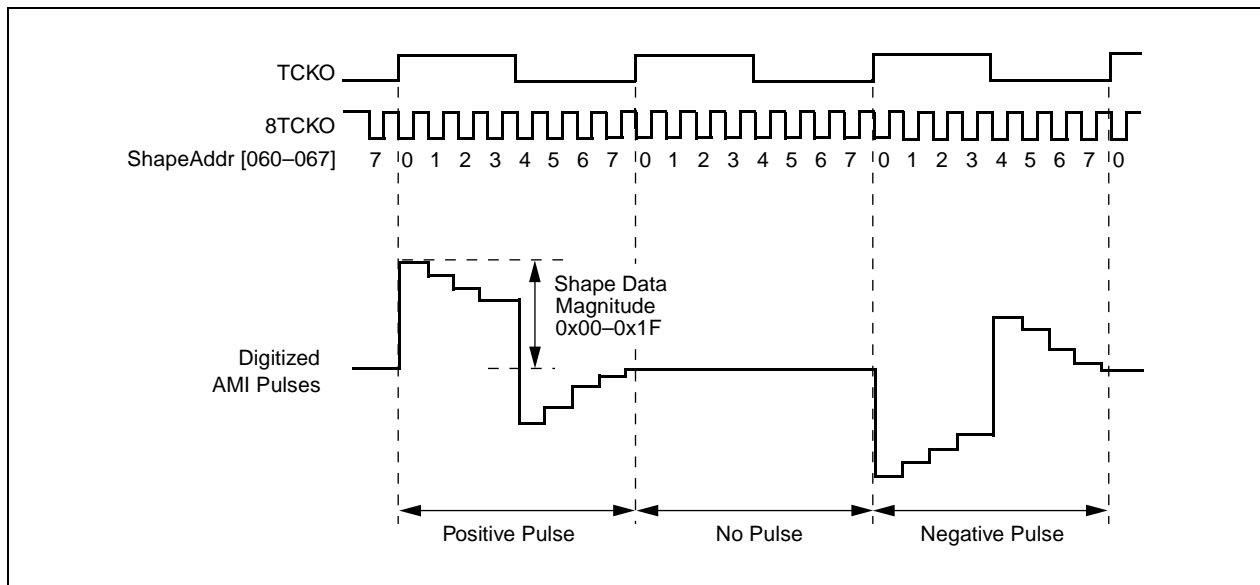 TCKO
8TCKO
ShapeAddr [060–067] 7 0 1 2 3 4 5 6 7 0 1 2 3 4 5 6 7 0 1 2 3 4 5 6 7 0
Shape Data
Magnitude
0x00–0x1F
Digitized
AMI Pulses
Positive Pulse No Pulse Negative Pulse